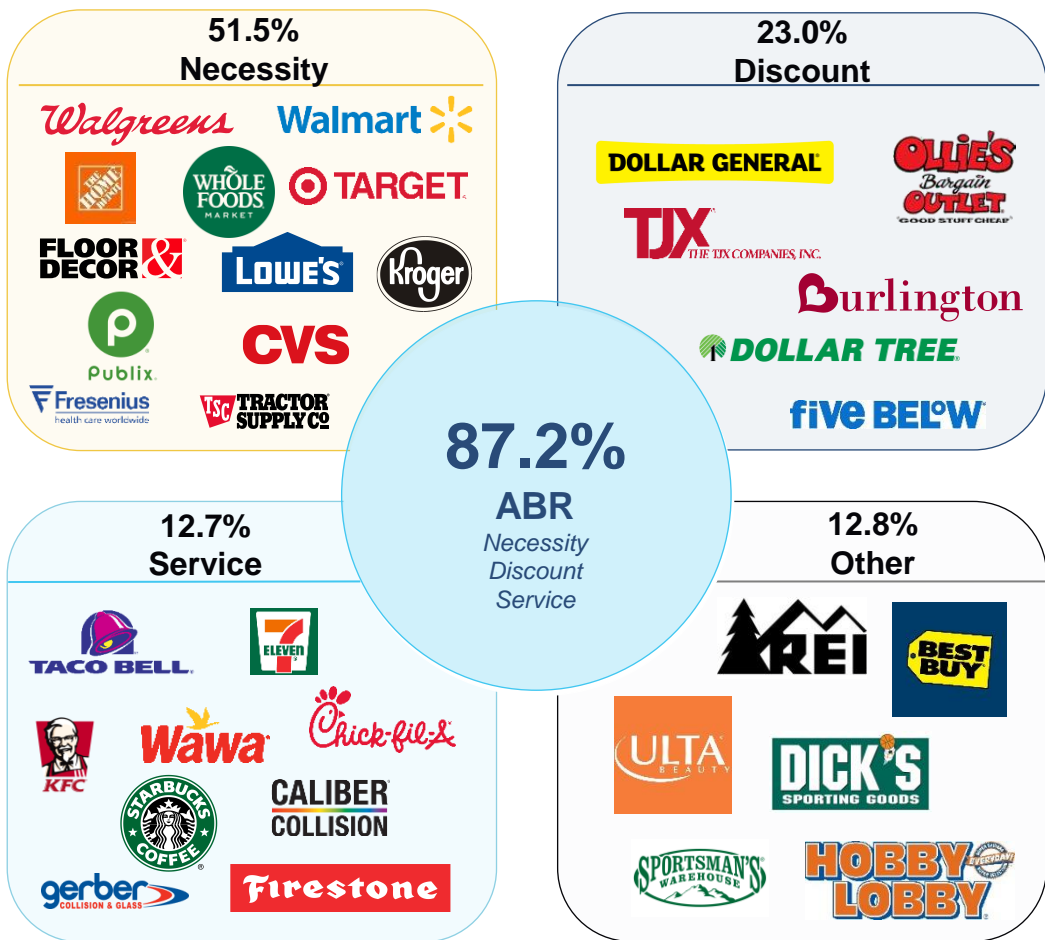 51.5%
Necessity
Walgreens
Walmart
THE HOME DEPOT
WHOLE
FOODS
MARKET
TARGET
FLOOR &
DECOR
LOWE'S
Kroger
P
Publix
CVS
Fresenius
health care worldwide
TSC TRACTOR
SUPPLY CO
23.0%
Discount
DOLLAR GENERAL
OLLIE'S
Bargain
OUTLET
"GOOD STUFF CHEAP"
TJX
THE TJX COMPANIES, INC.
Burlington
DOLLAR TREE
five BELOW
87.2%
ABR
Necessity
Discount
Service
12.7%
Service
TACO BELL
7
ELEVEN
KFC
Wawa
Chick-fil-A
STARBUCKS
COFFEE
CALIBER
COLLISION
gerber
COLLISION & GLASS
Firestone
12.8%
Other
REI
BEST
BUY
ULTA
BEAUTY
DICK'S
SPORTING GOODS
SPORTSMAN'S
WAREHOUSE
HOBBY
LOBBY
EVERYDAY!